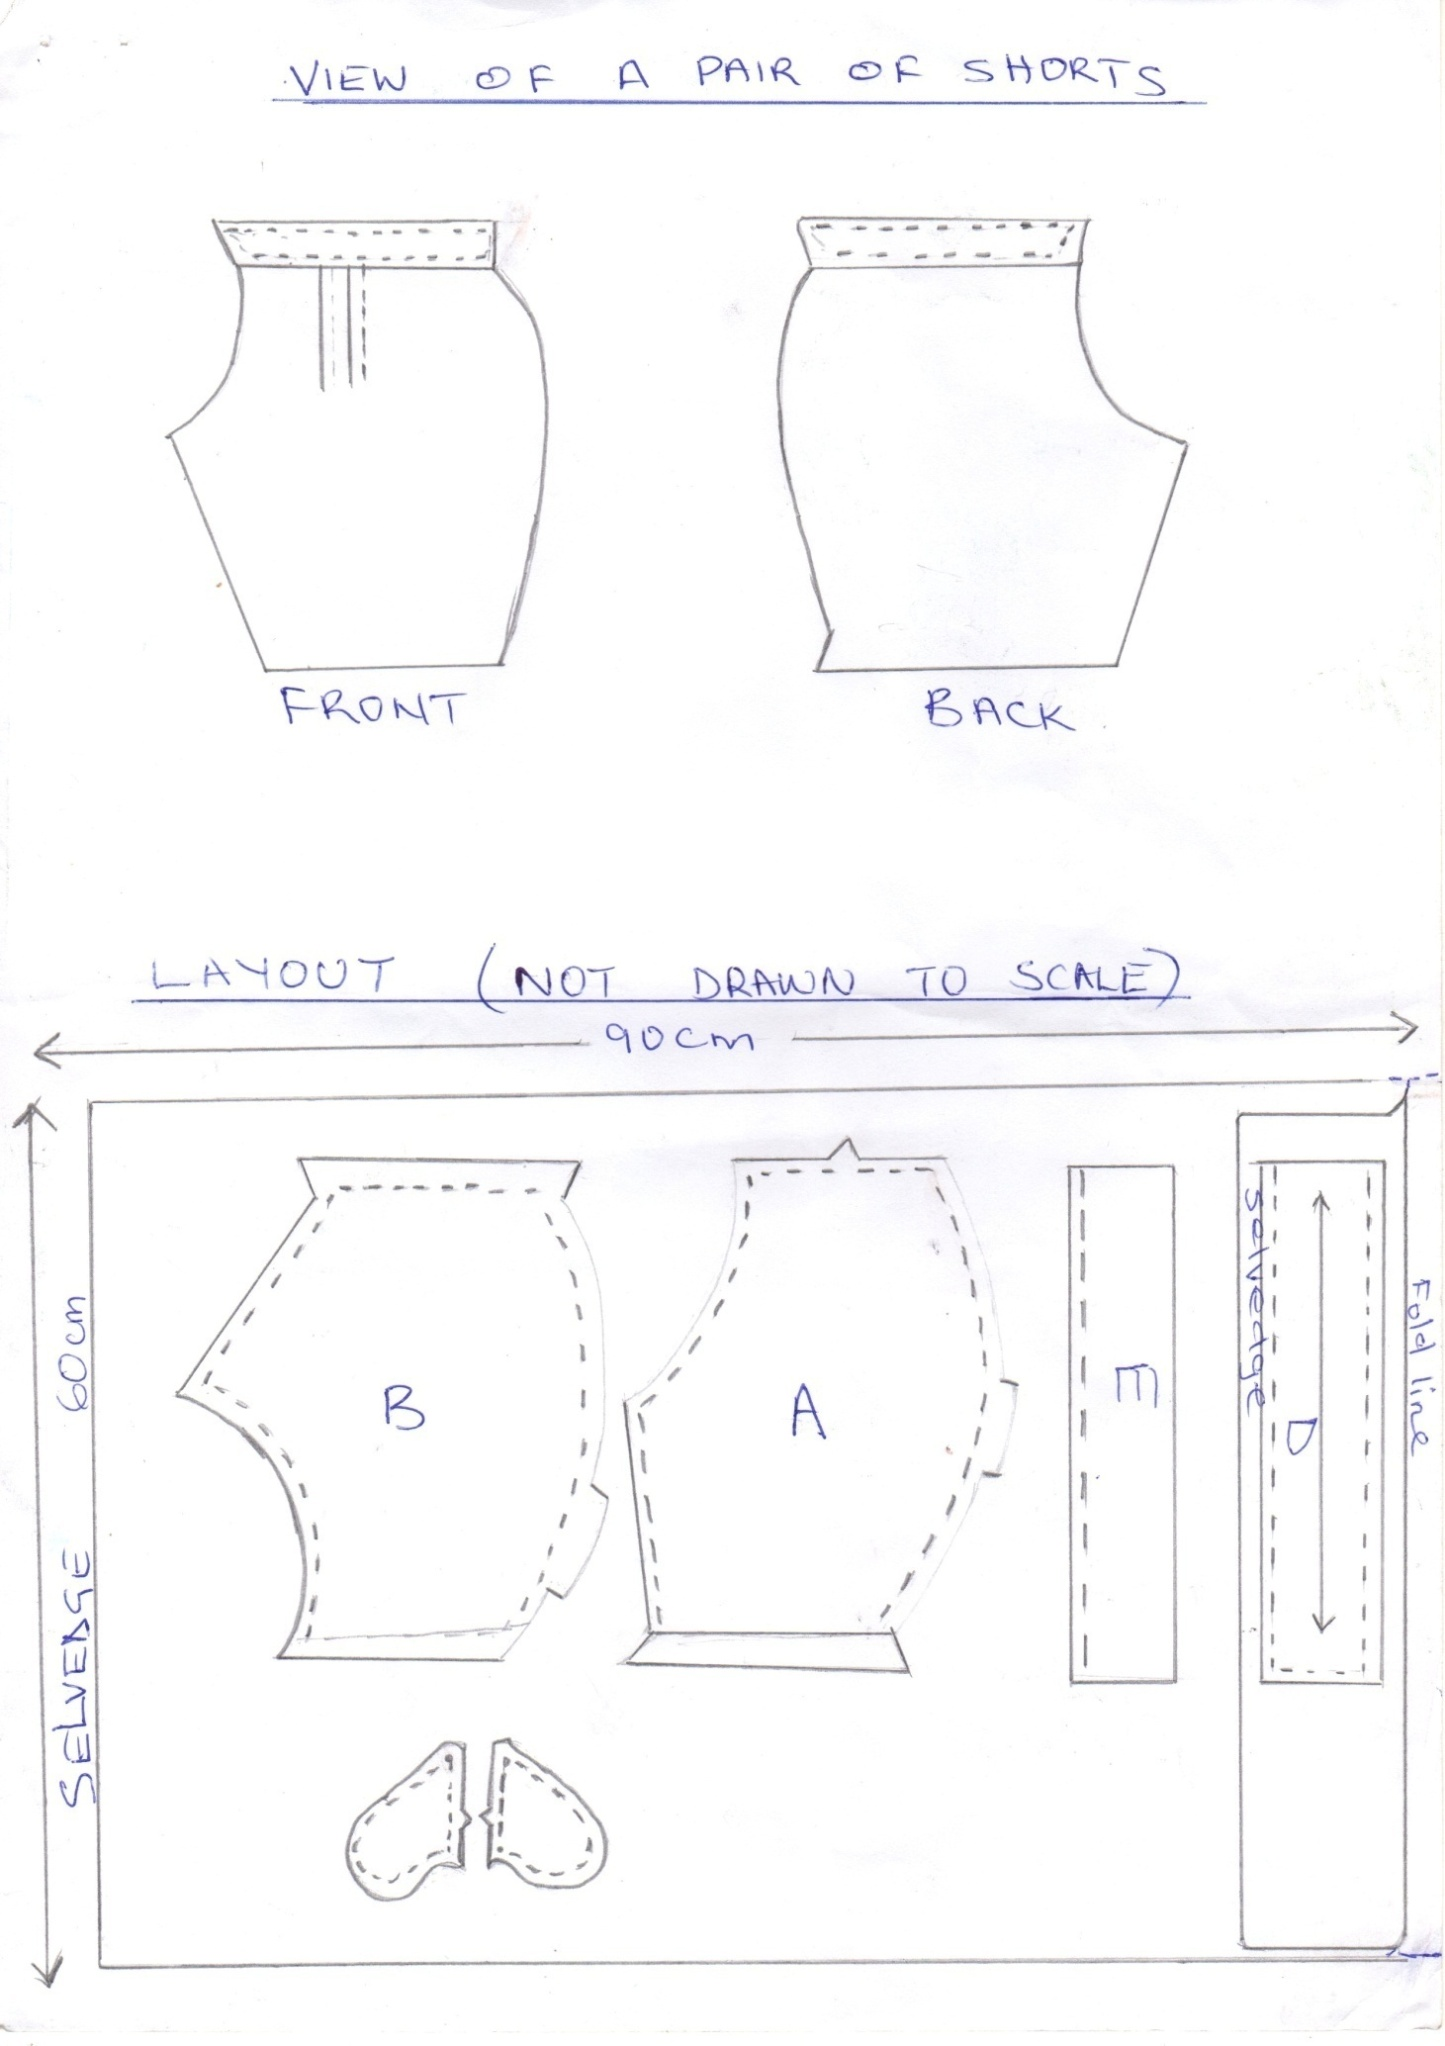 VIEW OF A PAIR OF SHORTS
FRONT
BACK
LAYOUT (NOT DRAWN TO SCALE)
90cm
SELVEDGE 60cm
B
A
E
selvedge
D
Fold line